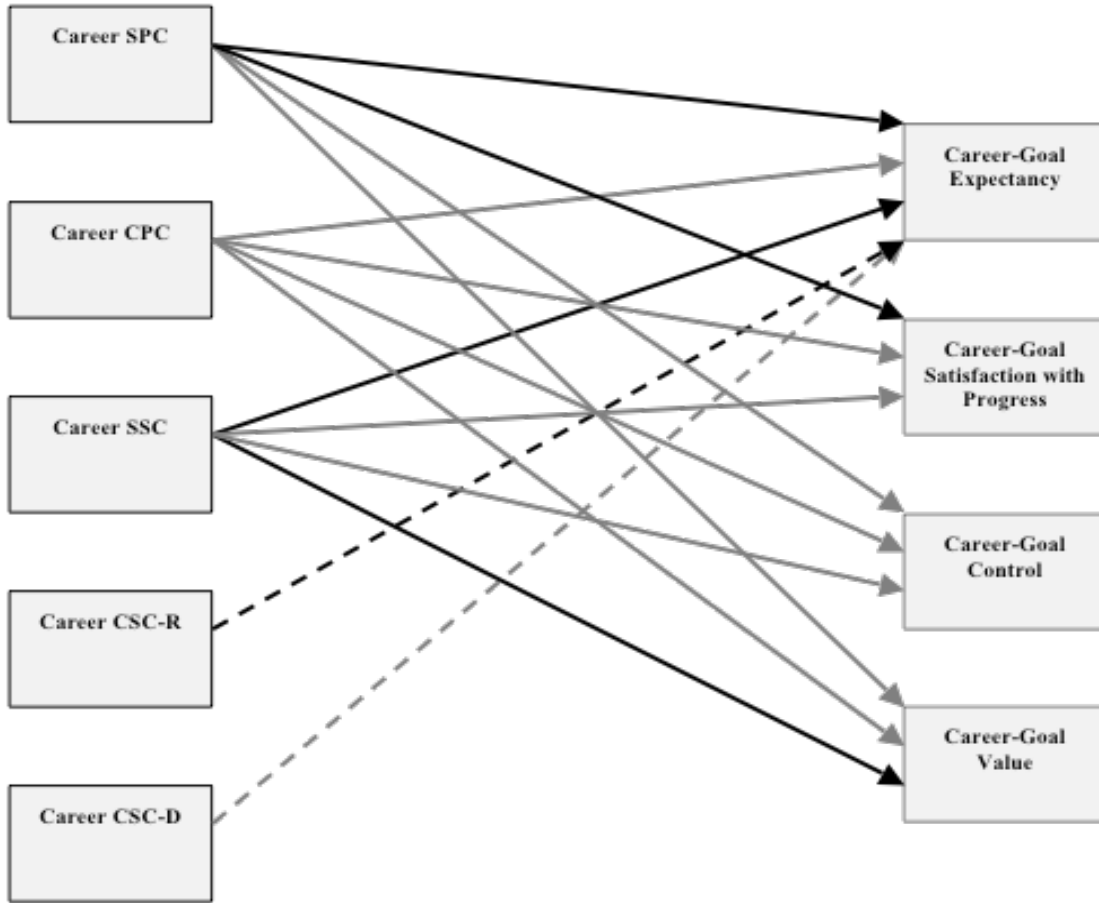 Career SPC
Career CPC
Career SSC
Career CSC-R
Career CSC-D
Career-Goal
Expectancy
Career-Goal
Satisfaction with
Progress
Career-Goal
Control
Career-Goal
Value